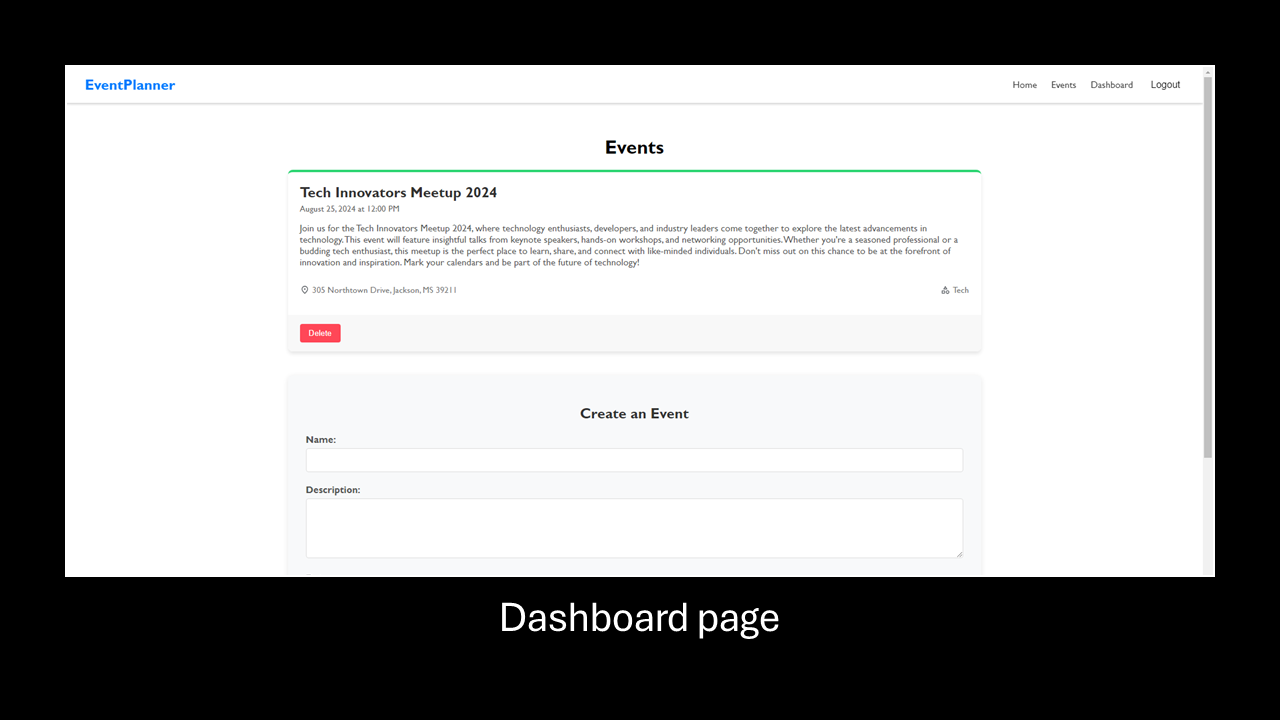 EventPlanner
Home Events Dashboard Logout
Events
Tech Innovators Meetup 2024
August 25, 2024 at 12:00 PM
Join us for the Tech Innovators Meetup 2024, where technology enthusiasts, developers, and industry leaders come together to explore the latest advancements in
technology. This event will feature insightful talks from keynote speakers, hands-on workshops, and networking opportunities. Whether you're a seasoned professional or a
budding tech enthusiast, this meetup is the perfect place to learn, share, and connect with like-minded individuals. Don't miss out on this chance to be at the forefront of
innovation and inspiration. Mark your calendars and be part of the future of technology!
305 Northtown Drive, Jackson, MS 39211
Tech
Delete
Create an Event
Name:
Description:
Dashboard page